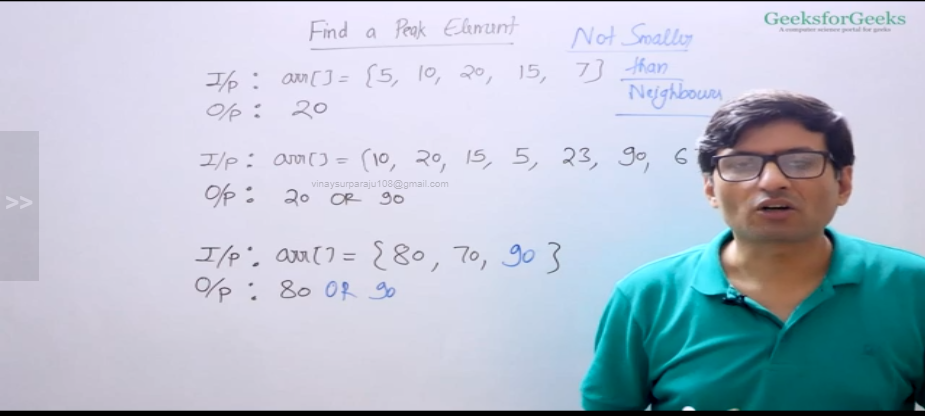 GeeksforGeeks
A computer science portal for geeks
Find a Peak Element
Not Smaller
than
Neighbours
I/p : arr[] = {5, 10, 20, 15, 7}
O/p : 20
I/p : arr[] = {10, 20, 15, 5, 23, 90, 6
vinaysurparaju108@gmail.com
O/p : 20 OR 90
I/p : arr[] = {80, 70, 90}
O/p : 80 OR 90
>>